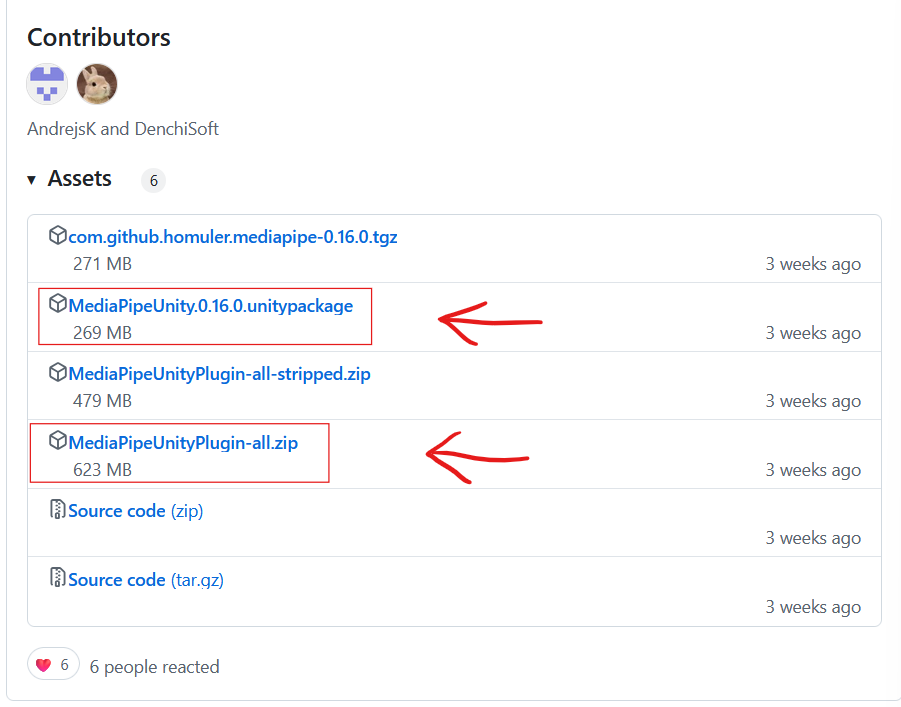 Contributors
AndrejsK and DenchiSoft
▾ Assets 6
com.github.homuler.mediapipe-0.16.0.tgz
271 MB 3 weeks ago
MediaPipeUnity.0.16.0.unitypackage
269 MB 3 weeks ago
MediaPipeUnityPlugin-all-stripped.zip
479 MB 3 weeks ago
MediaPipeUnityPlugin-all.zip
623 MB 3 weeks ago
Source code (zip)
3 weeks ago
Source code (tar.gz)
3 weeks ago
6 6 people reacted